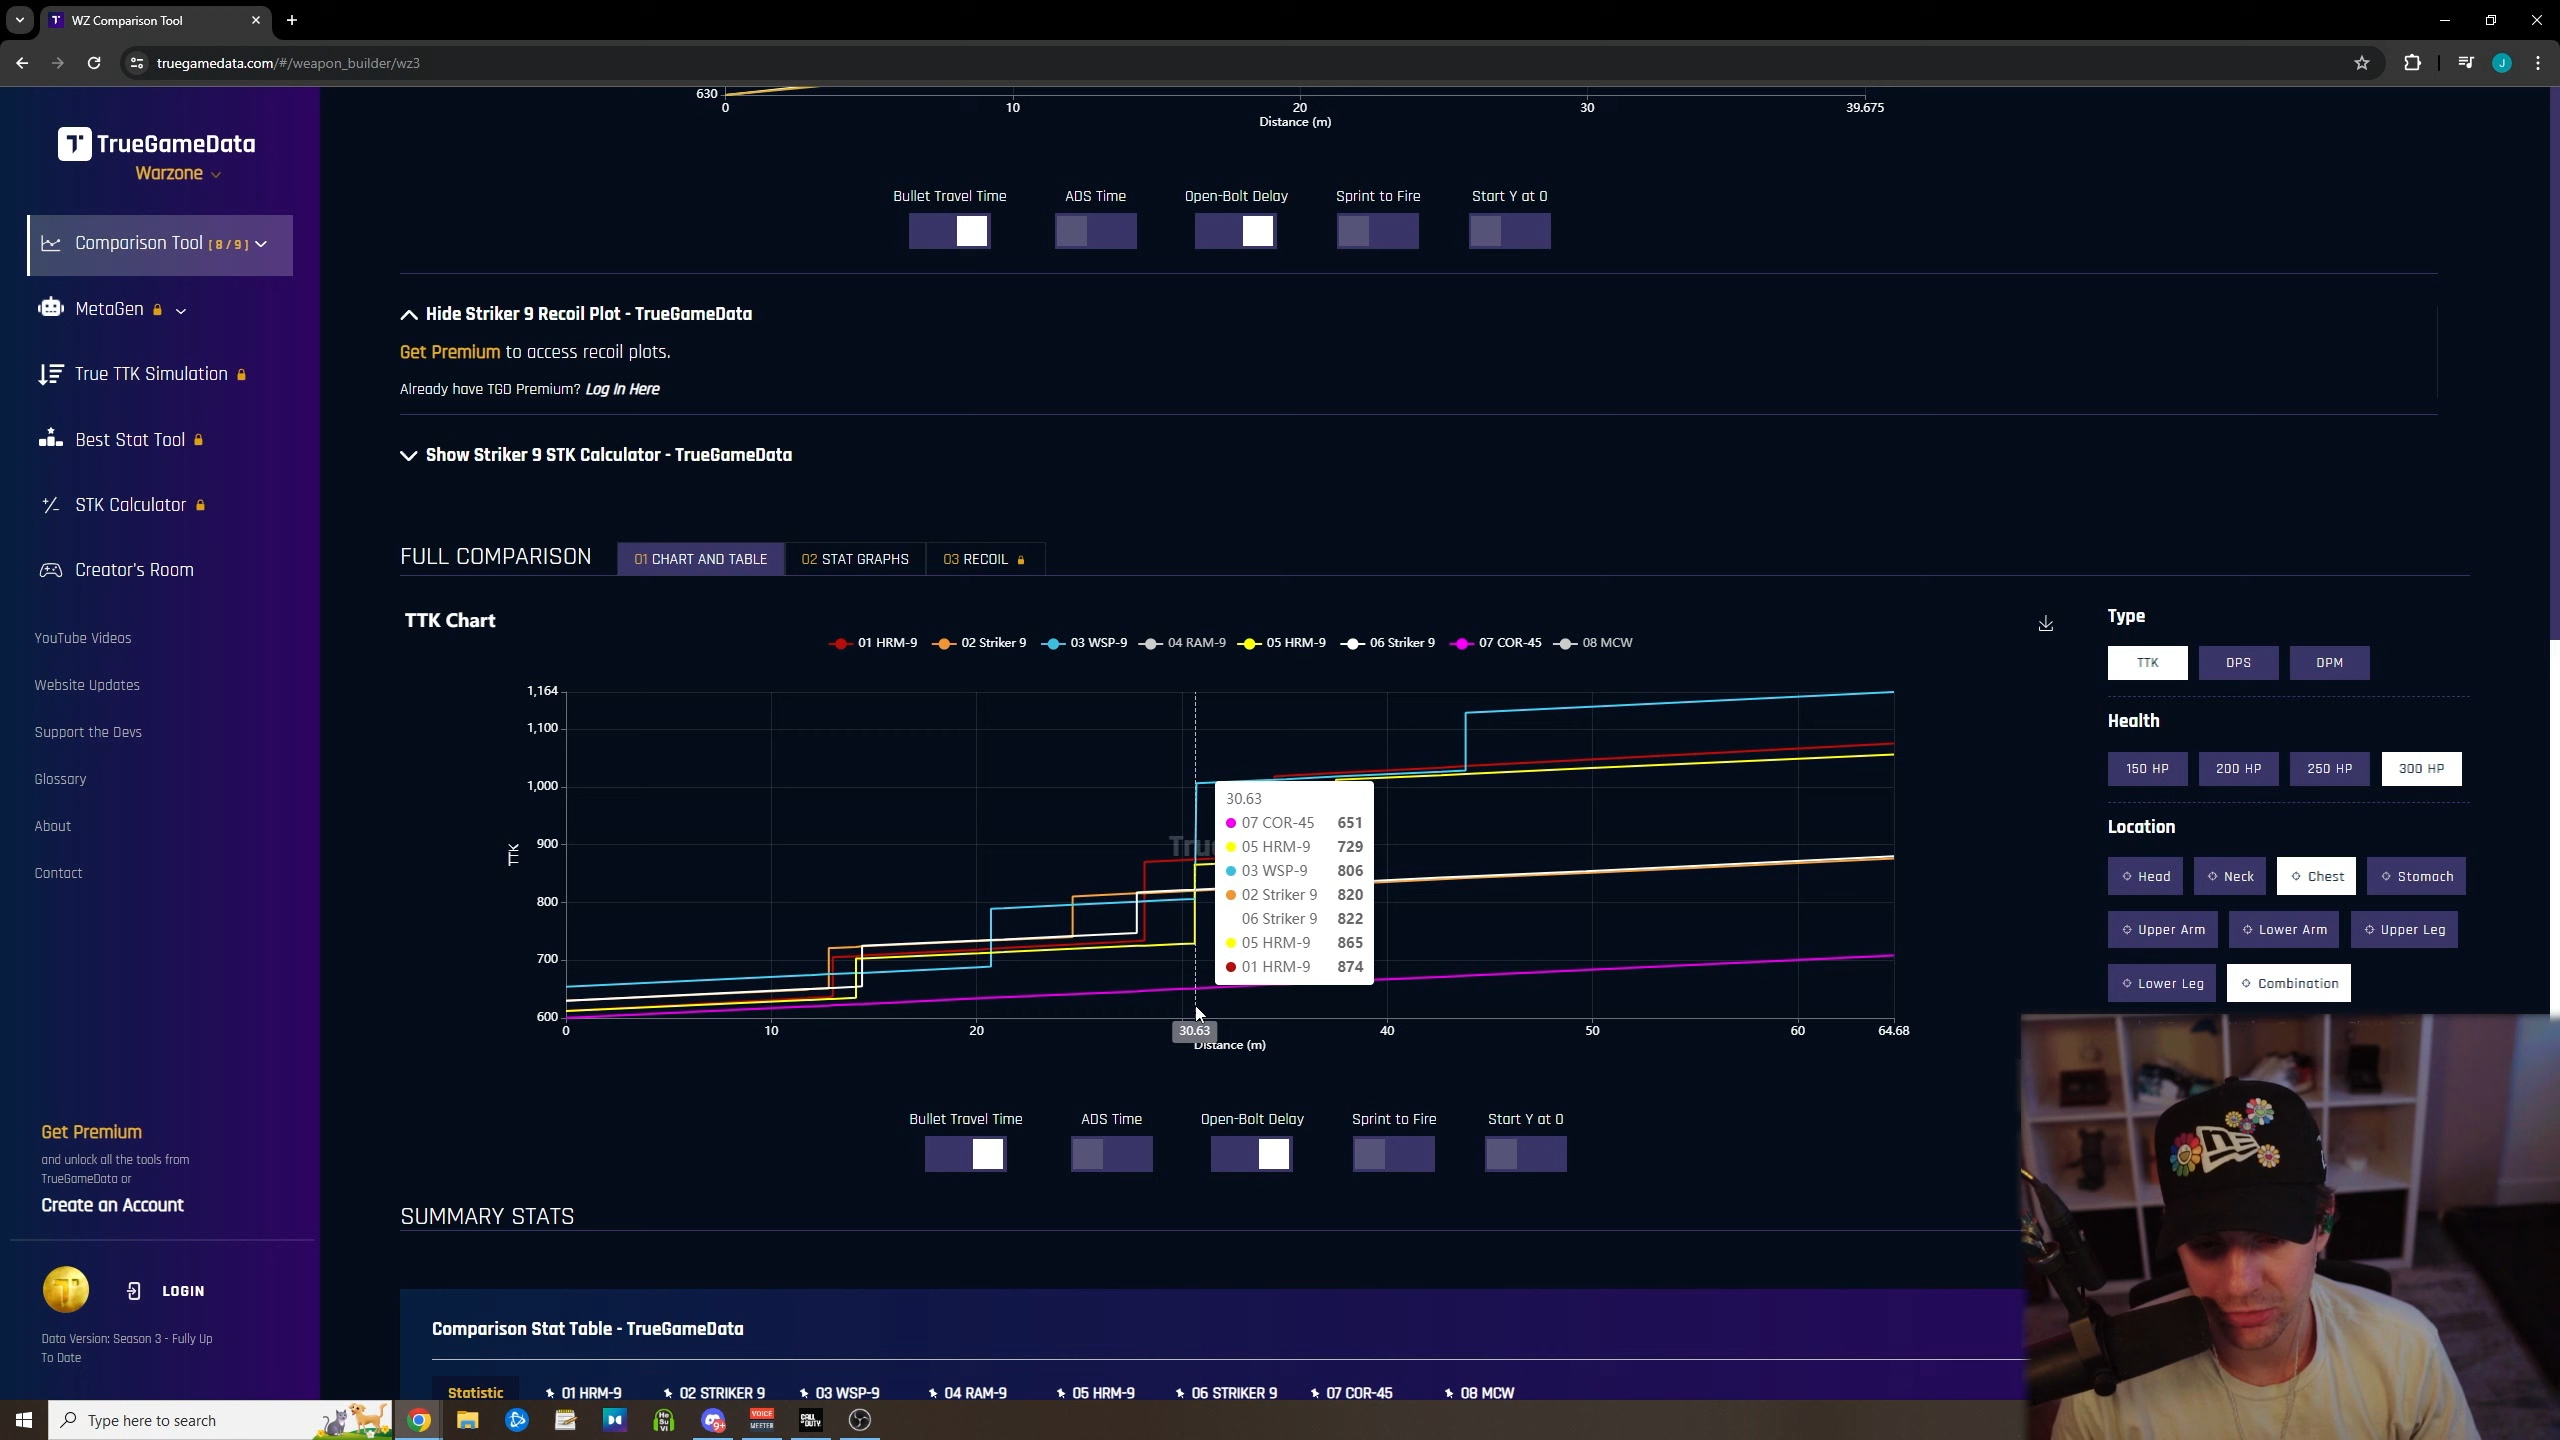 WZ Comparison Tool
truegamedata.com/#/weapon_builder/wz3
TrueGameData
Warzone
Comparison Tool [8/9]
MetaGen
True TTK Simulation
Best Stat Tool
STK Calculator
Creator's Room
YouTube Videos
Website Updates
Support the Devs
Glossary
About
Contact
Get Premium
and unlock all the tools from
TrueGameData or
Create an Account
LOGIN
Data Version: Season 3 - Fully Up
To Date
630
0 10 20 30 39.675
Distance (m)
Bullet Travel Time ADS Time Open-Bolt Delay Sprint to Fire Start Y at 0
Hide Striker 9 Recoil Plot - TrueGameData
Get Premium to access recoil plots.
Already have TGD Premium? Log In Here
Show Striker 9 STK Calculator - TrueGameData
FULL COMPARISON 01 CHART AND TABLE 02 STAT GRAPHS 03 RECOIL
TTK Chart
01 HRM-9 02 Striker 9 03 WSP-9 04 RAM-9 05 HRM-9 06 Striker 9 07 COR-45 08 MCW
1,164
1,100
1,000
900
800
700
600
TTK
30.63
07 COR-45 651
05 HRM-9 729
03 WSP-9 806
02 Striker 9 820
06 Striker 9 822
05 HRM-9 865
01 HRM-9 874
0 10 20 30.63 40 50 60 64.68
Distance (m)
Type
TTK DPS DPM
Health
150 HP 200 HP 250 HP 300 HP
Location
Head Neck Chest Stomach
Upper Arm Lower Arm Upper Leg
Lower Leg Combination
Bullet Travel Time ADS Time Open-Bolt Delay Sprint to Fire Start Y at 0
SUMMARY STATS
Comparison Stat Table - TrueGameData
Statistic 01 HRM-9 02 STRIKER 9 03 WSP-9 04 RAM-9 05 HRM-9 06 STRIKER 9 07 COR-45 08 MCW
Type here to search